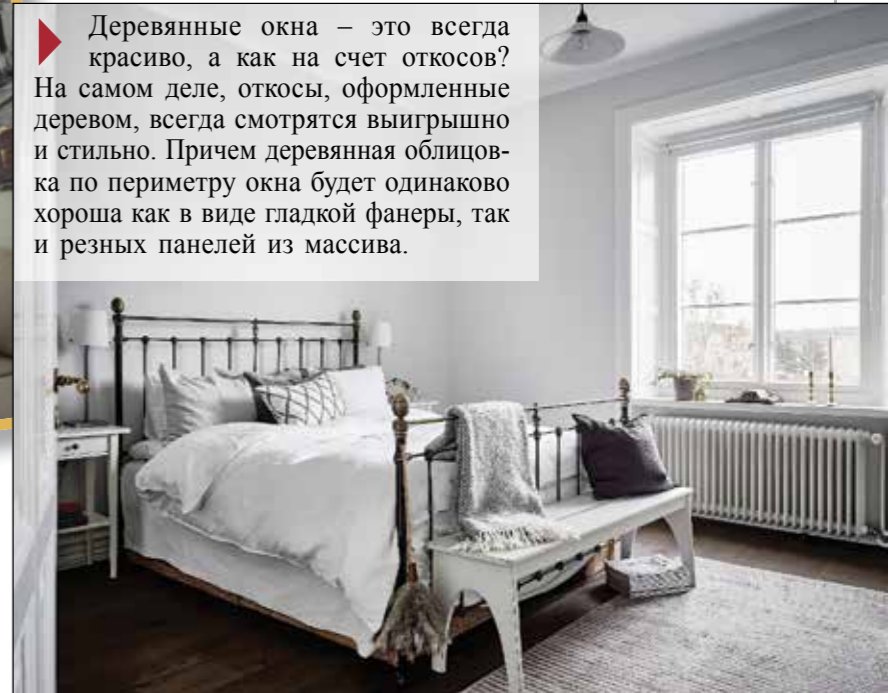 Деревянные окна – это всегда
красиво, а как на счет откосов?
На самом деле, откосы, оформленные
деревом, всегда смотрятся выигрышно
и стильно. Причем деревянная облицов-
ка по периметру окна будет одинаково
хороша как в виде гладкой фанеры, так
и резных панелей из массива.